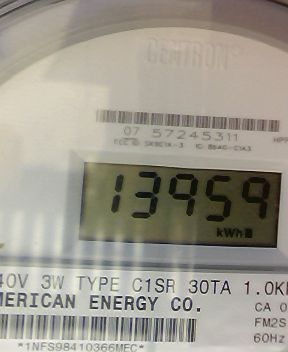 07 57245311
13959
kWh
40V 3W TYPE C1SR 30TA 1.0K
MERICAN ENERGY CO.
CA 0
FM2S
60Hz
*1NFS98410366MEC*